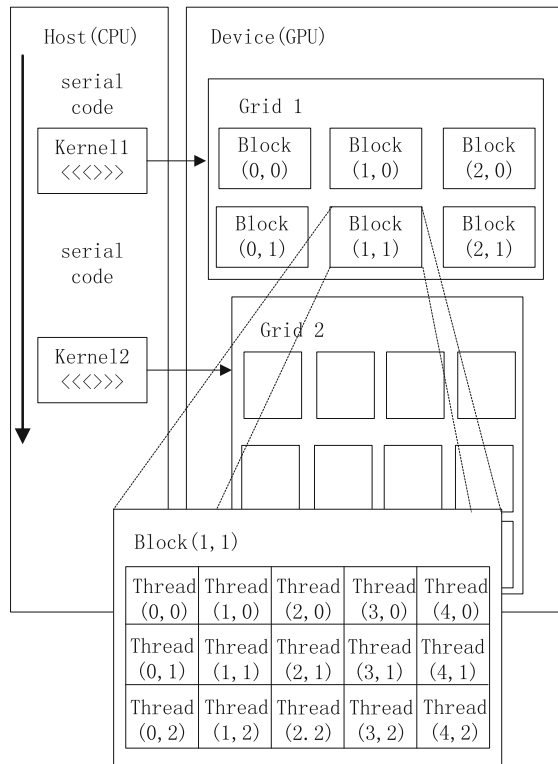 Host(CPU)
Device(GPU)
serial
code
Kernel1
<<<>>>
serial
code
Kernel2
<<<>>>
Grid 1
Block
(0,0)
Block
(1,0)
Block
(2,0)
Block
(0,1)
Block
(1,1)
Block
(2,1)
Grid 2
Block(1,1)
Thread
(0,0)
Thread
(1,0)
Thread
(2,0)
Thread
(3,0)
Thread
(4,0)
Thread
(0,1)
Thread
(1,1)
Thread
(2,1)
Thread
(3,1)
Thread
(4,1)
Thread
(0,2)
Thread
(1,2)
Thread
(2.2)
Thread
(3,2)
Thread
(4,2)